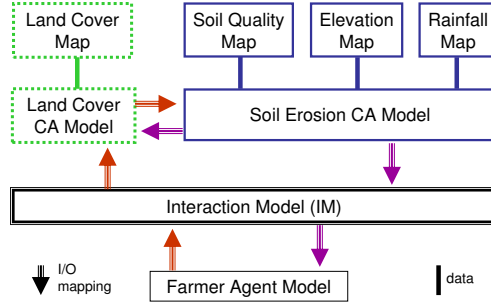 Land Cover
Map
Soil Quality
Map
Elevation
Map
Rainfall
Map
Land Cover
CA Model
Soil Erosion CA Model
Interaction Model (IM)
I/O
mapping
Farmer Agent Model
data